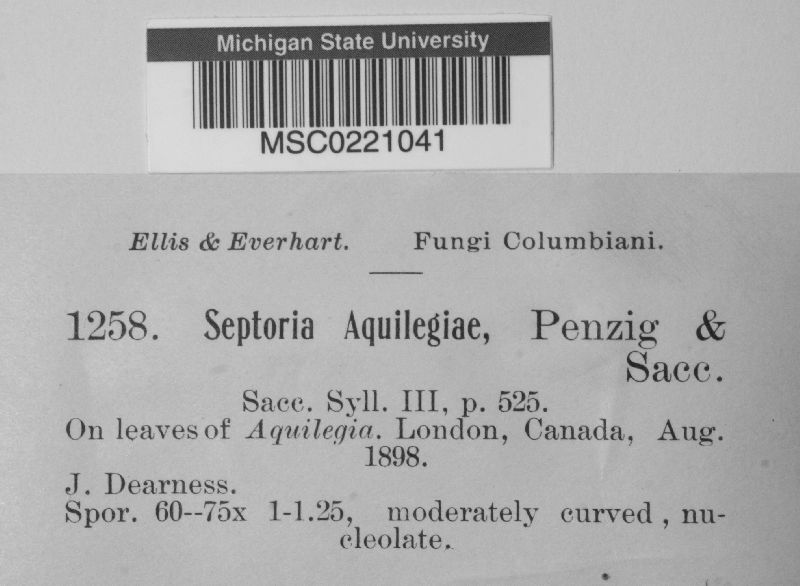 Michigan State University
MSC0221041
Ellis & Everhart. Fungi Columbiani.
1258. Septoria Aquilegiae, Penzig &
Sacc.
Sacc. Syll. III, p. 525.
On leaves of Aquilegia. London, Canada, Aug.
1898.
J. Dearness.
Spor. 60--75x 1-1.25, moderately curved , nu-
cleolate.